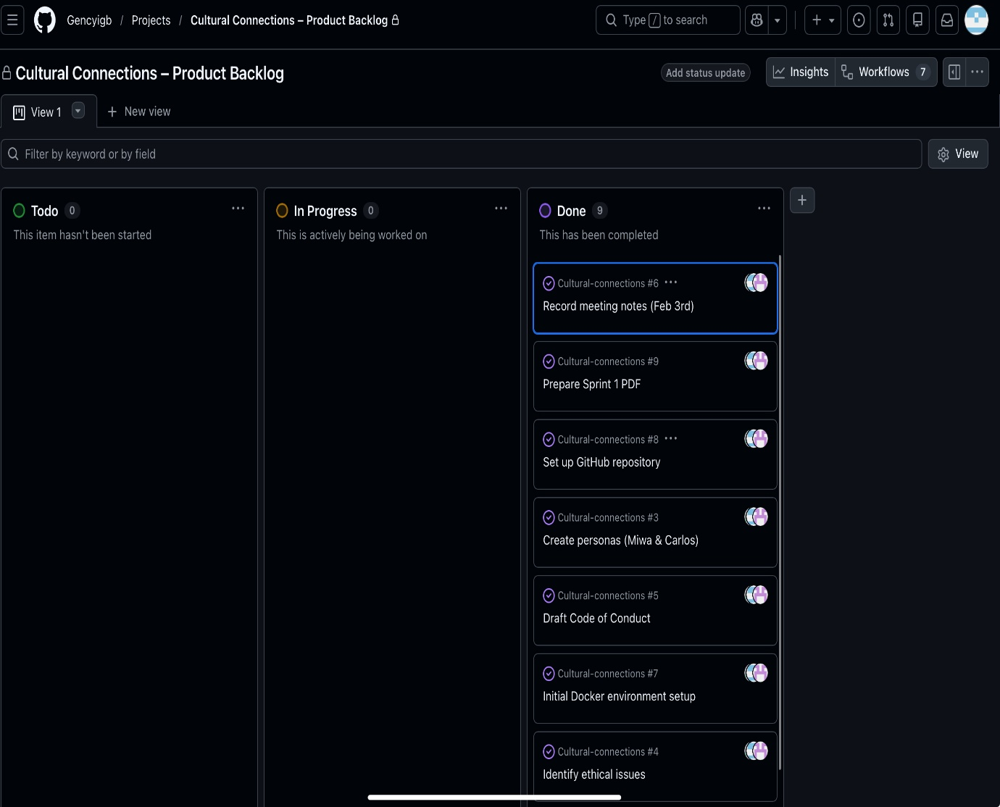 Gencyigb / Projects / Cultural Connections – Product Backlog
Type / to search
Cultural Connections – Product Backlog
Add status update
Insights
Workflows 7
View 1
New view
Filter by keyword or by field
View
Todo 0
This item hasn't been started
In Progress 0
This is actively being worked on
Done 9
This has been completed
Cultural-connections #6
Record meeting notes (Feb 3rd)
Cultural-connections #9
Prepare Sprint 1 PDF
Cultural-connections #8
Set up GitHub repository
Cultural-connections #3
Create personas (Miwa & Carlos)
Cultural-connections #5
Draft Code of Conduct
Cultural-connections #7
Initial Docker environment setup
Cultural-connections #4
Identify ethical issues